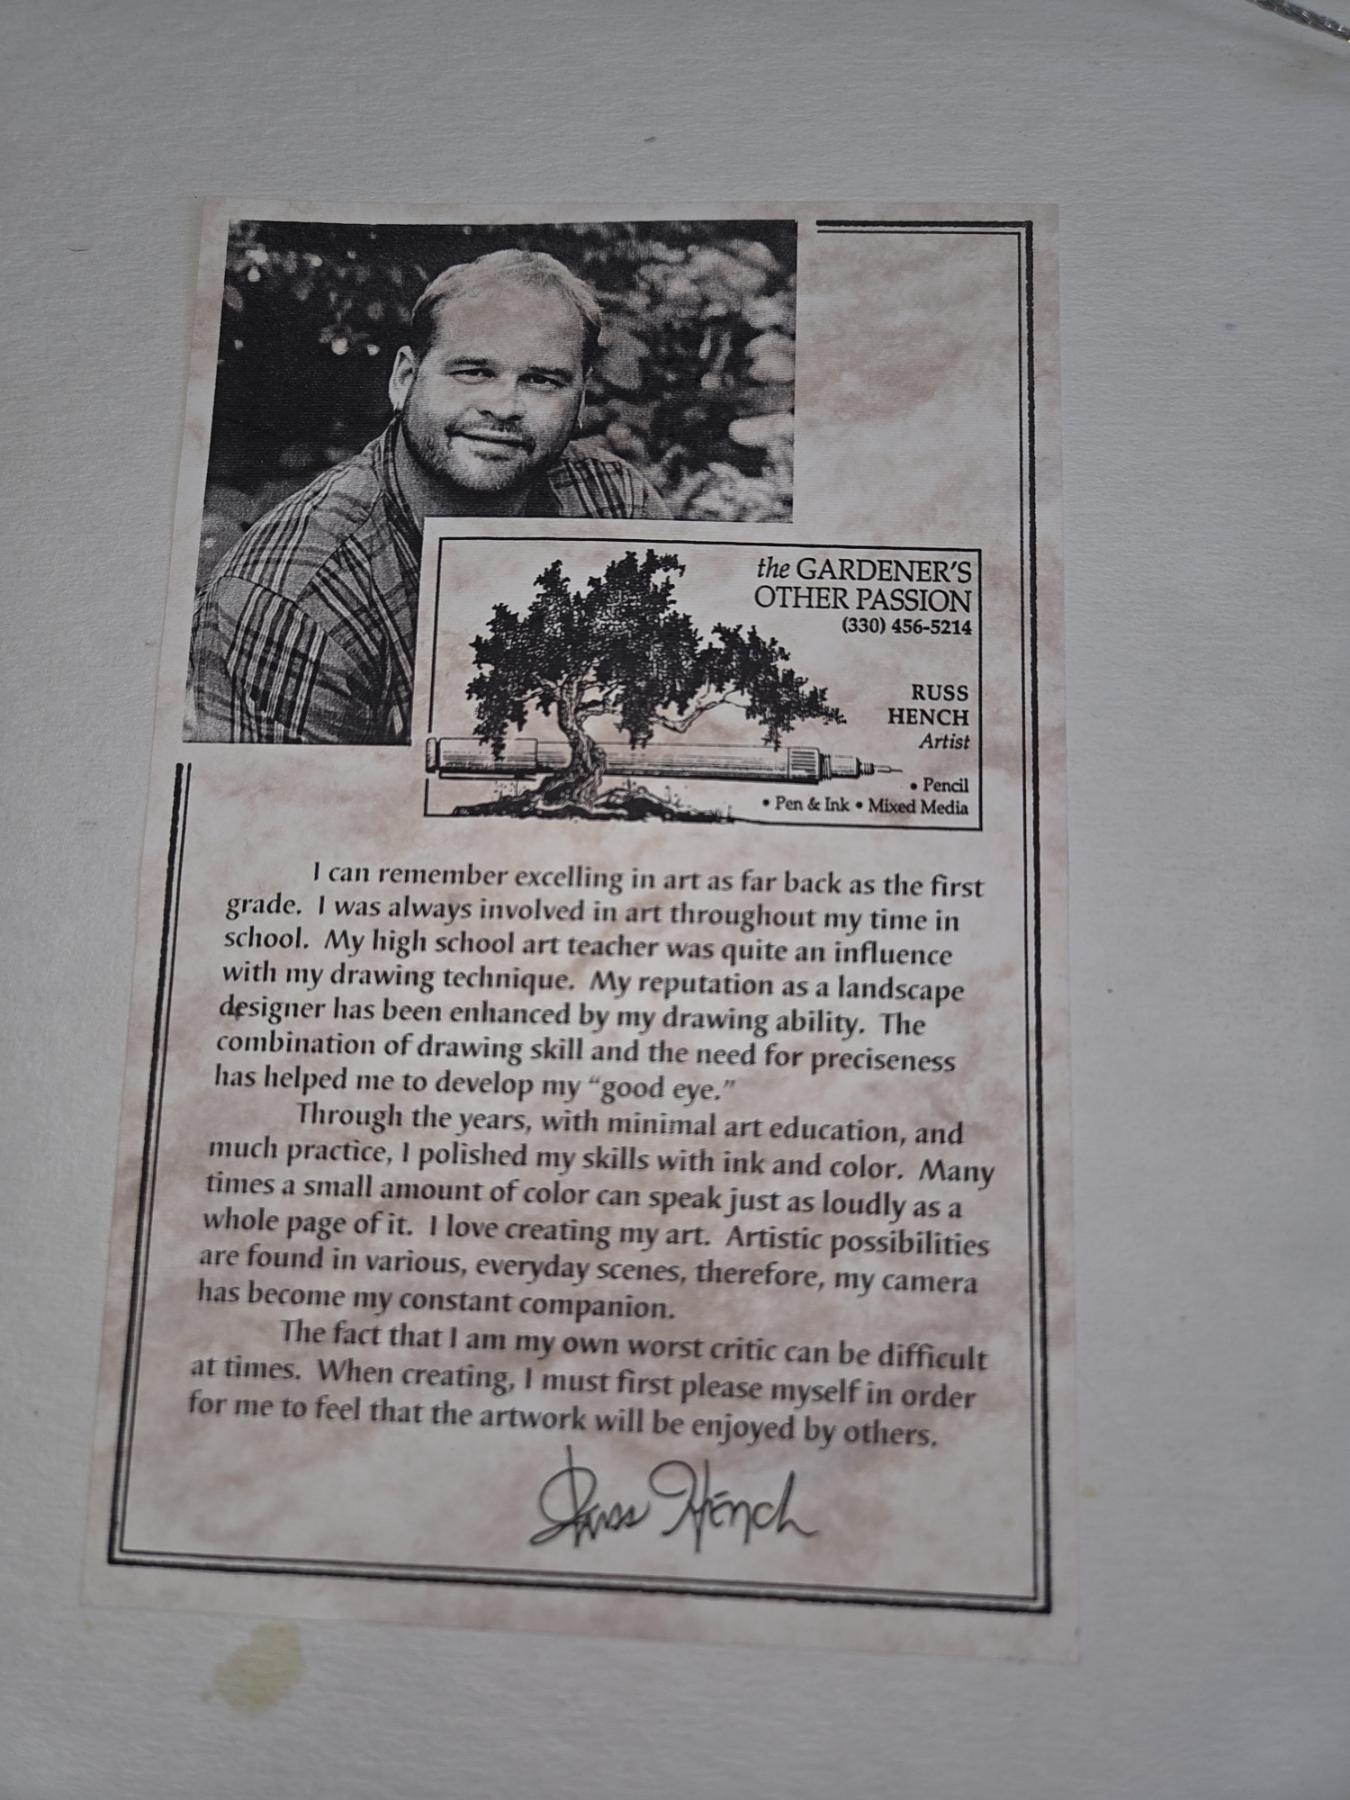 the GARDENER'S
OTHER PASSION
(330) 456-5214
RUSS
HENCH
Artist
• Pencil
• Pen & Ink • Mixed Media
I can remember excelling in art as far back as the first
grade. I was always involved in art throughout my time in
school. My high school art teacher was quite an influence
with my drawing technique. My reputation as a landscape
designer has been enhanced by my drawing ability. The
combination of drawing skill and the need for preciseness
has helped me to develop my “good eye.”
Through the years, with minimal art education, and
much practice, I polished my skills with ink and color. Many
times a small amount of color can speak just as loudly as a
whole page of it. I love creating my art. Artistic possibilities
are found in various, everyday scenes, therefore, my camera
has become my constant companion.
The fact that I am my own worst critic can be difficult
at times. When creating, I must first please myself in order
for me to feel that the artwork will be enjoyed by others.
Russ Hench